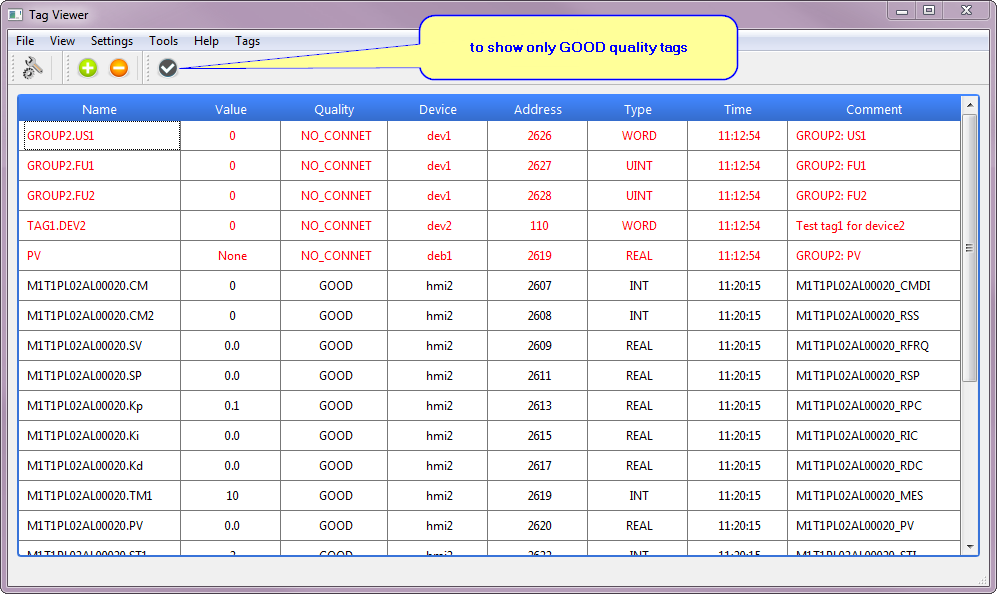 Tag Viewer
File View Settings Tools Help Tags
to show only GOOD quality tags
Name Value Quality Device Address Type Time Comment
GROUP2.US1 0 NO_CONNET dev1 2626 WORD 11:12:54 GROUP2: US1
GROUP2.FU1 0 NO_CONNET dev1 2627 UINT 11:12:54 GROUP2: FU1
GROUP2.FU2 0 NO_CONNET dev1 2628 UINT 11:12:54 GROUP2: FU2
TAG1.DEV2 0 NO_CONNET dev2 110 WORD 11:12:54 Test tag1 for device2
PV None NO_CONNET deb1 2619 REAL 11:12:54 GROUP2: PV
M1T1PL02AL00020.CM 0 GOOD hmi2 2607 INT 11:20:15 M1T1PL02AL00020_CMDI
M1T1PL02AL00020.CM2 0 GOOD hmi2 2608 INT 11:20:15 M1T1PL02AL00020_RSS
M1T1PL02AL00020.SV 0.0 GOOD hmi2 2609 REAL 11:20:15 M1T1PL02AL00020_RFRQ
M1T1PL02AL00020.SP 0.0 GOOD hmi2 2611 REAL 11:20:15 M1T1PL02AL00020_RSP
M1T1PL02AL00020.Kp 0.1 GOOD hmi2 2613 REAL 11:20:15 M1T1PL02AL00020_RPC
M1T1PL02AL00020.Ki 0.0 GOOD hmi2 2615 REAL 11:20:15 M1T1PL02AL00020_RIC
M1T1PL02AL00020.Kd 0.0 GOOD hmi2 2617 REAL 11:20:15 M1T1PL02AL00020_RDC
M1T1PL02AL00020.TM1 10 GOOD hmi2 2619 INT 11:20:15 M1T1PL02AL00020_MES
M1T1PL02AL00020.PV 0.0 GOOD hmi2 2620 REAL 11:20:15 M1T1PL02AL00020_PV